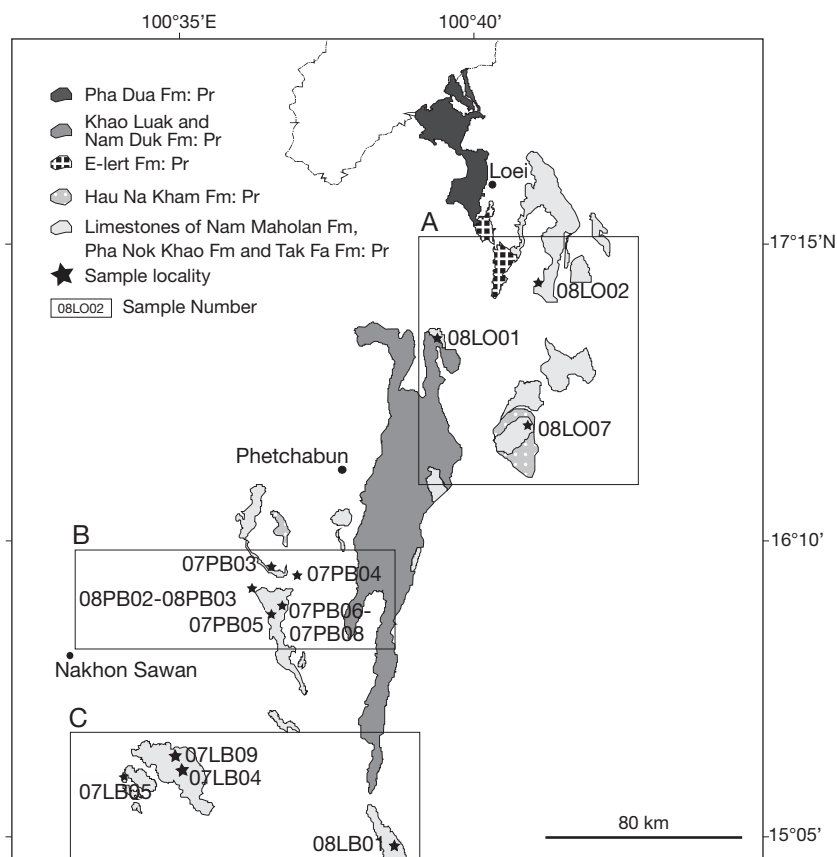 100°35’E
100°40’
Pha Dua Fm: Pr
Khao Luak and
Nam Duk Fm: Pr
E-lert Fm: Pr
Hau Na Kham Fm: Pr
Limestones of Nam Maholan Fm,
Pha Nok Khao Fm and Tak Fa Fm: Pr
Sample locality
08LO02 Sample Number
Loei
A
17°15’N
08LO02
08LO01
08LO07
Phetchabun
B
16°10’
07PB03
07PB04
08PB02-08PB03
07PB06-
07PB05
07PB08
Nakhon Sawan
C
07LB09
07LB04
07LB05
80 km
15°05’
08LB01